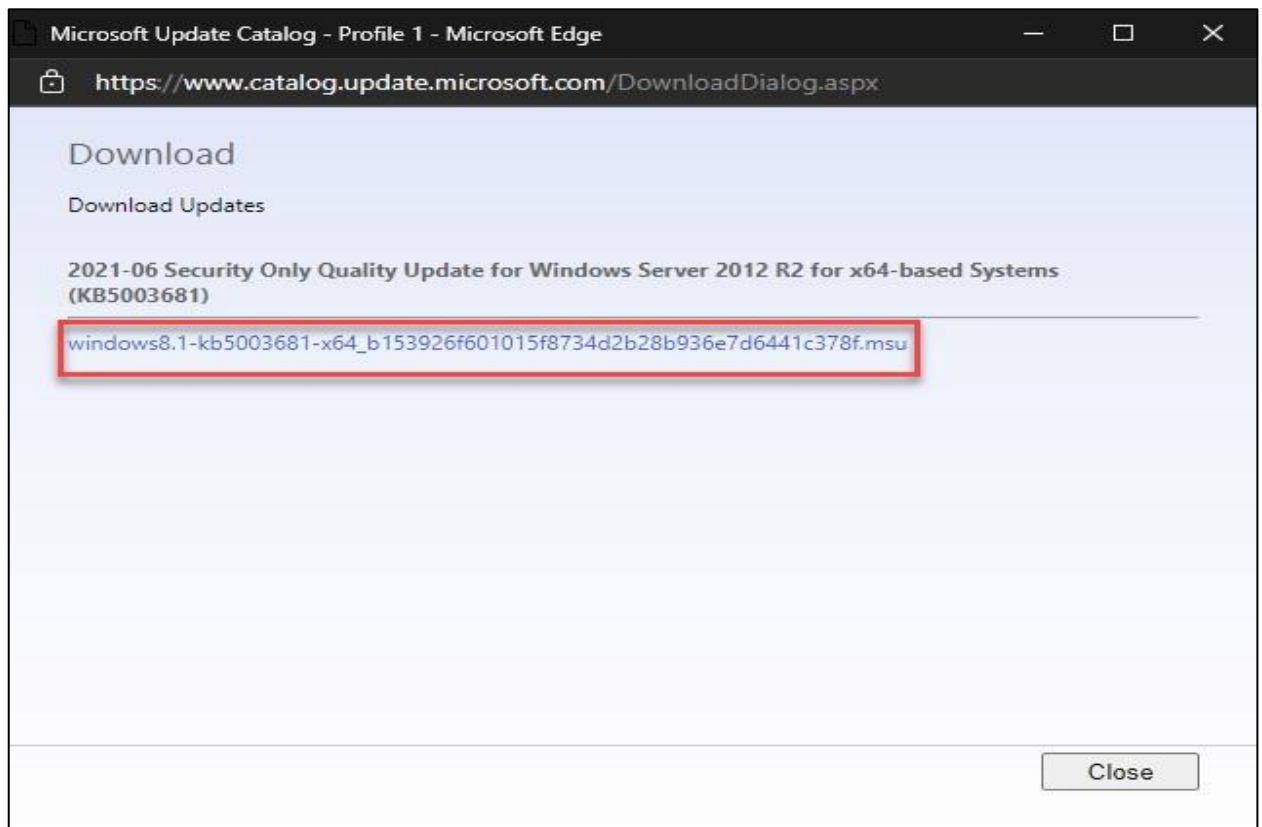 Microsoft Update Catalog - Profile 1 - Microsoft Edge
https://www.catalog.update.microsoft.com/DownloadDialog.aspx
Download
Download Updates
2021-06 Security Only Quality Update for Windows Server 2012 R2 for x64-based Systems
(KB5003681)
windows8.1-kb5003681-x64_b153926f601015f8734d2b28b936e7d6441c378f.msu
Close